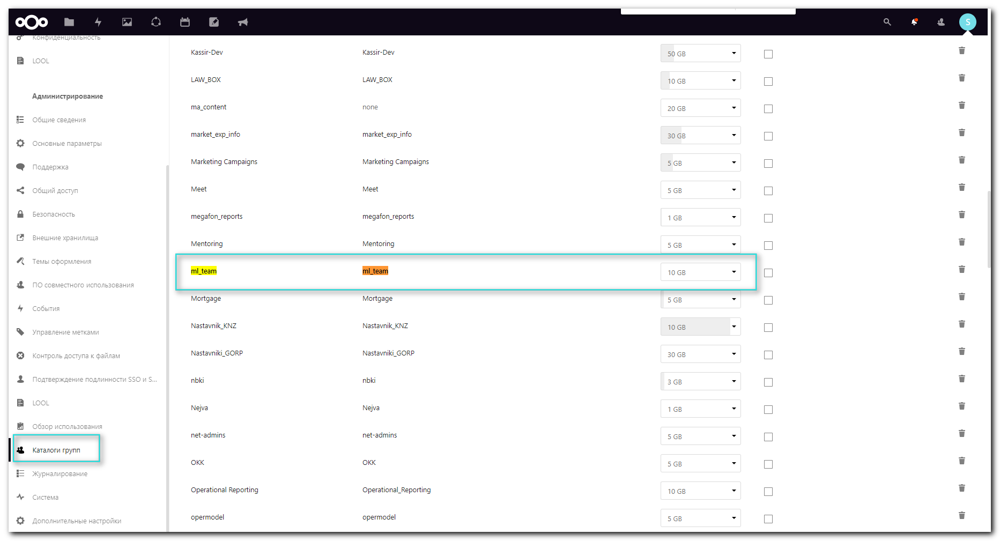 S
Конфиденциальность
LOOL
Администрирование
Общие сведения
Основные параметры
Поддержка
Общий доступ
Безопасность
Внешние хранилища
Темы оформления
ПО совместного использования
События
Управление метками
Контроль доступа к файлам
Подтверждение подлинности SSO и S...
LOOL
Обзор использования
Каталоги групп
Журналирование
Система
Дополнительные настройки
Kassir-Dev Kassir-Dev 50 GB
LAW_BOX LAW_BOX 10 GB
ma_content none 20 GB
market_exp_info market_exp_info 30 GB
Marketing Campaigns Marketing Campaigns 5 GB
Meet Meet 5 GB
megafon_reports megafon_reports 1 GB
Mentoring Mentoring 5 GB
ml_team ml_team 10 GB
Mortgage Mortgage 5 GB
Nastavnik_KNZ Nastavnik_KNZ 10 GB
Nastavniki_GORP Nastavniki_GORP 30 GB
nbki nbki 3 GB
Nejva Nejva 1 GB
net-admins net-admins 5 GB
OKK OKK 5 GB
Operational Reporting Operational_Reporting 10 GB
opermodel opermodel 5 GB